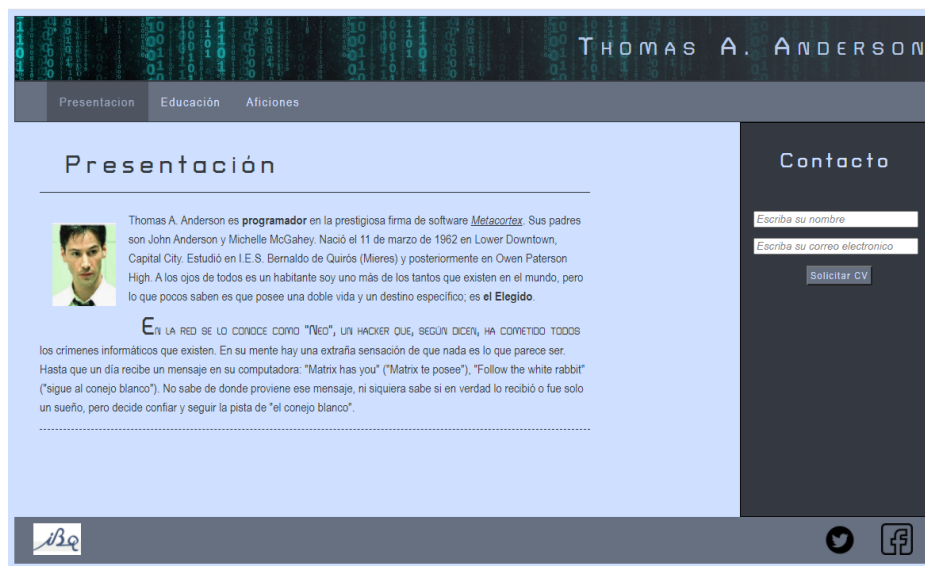 Thomas A. Anderson
Presentacion Educación Aficiones
Presentación
Thomas A. Anderson es programador en la prestigiosa firma de software Metacortex. Sus padres
son John Anderson y Michelle McGahey. Nació el 11 de marzo de 1962 en Lower Downtown,
Capital City. Estudió en I.E.S. Bernaldo de Quirós (Mieres) y posteriormente en Owen Paterson
High. A los ojos de todos es un habitante soy uno más de los tantos que existen en el mundo, pero
lo que pocos saben es que posee una doble vida y un destino específico; es el Elegido.
En la red se lo conoce como "Neo", un hacker que, según dicen, ha cometido todos
los crímenes informáticos que existen. En su mente hay una extraña sensación de que nada es lo que parece ser.
Hasta que un día recibe un mensaje en su computadora: "Matrix has you" ("Matrix te posee"), "Follow the white rabbit"
("sigue al conejo blanco"). No sabe de donde proviene ese mensaje, ni siquiera sabe si en verdad lo recibió o fue solo
un sueño, pero decide confiar y seguir la pista de "el conejo blanco".
Contacto
Escriba su nombre
Escriba su correo electronico
Solicitar CV
iBQ